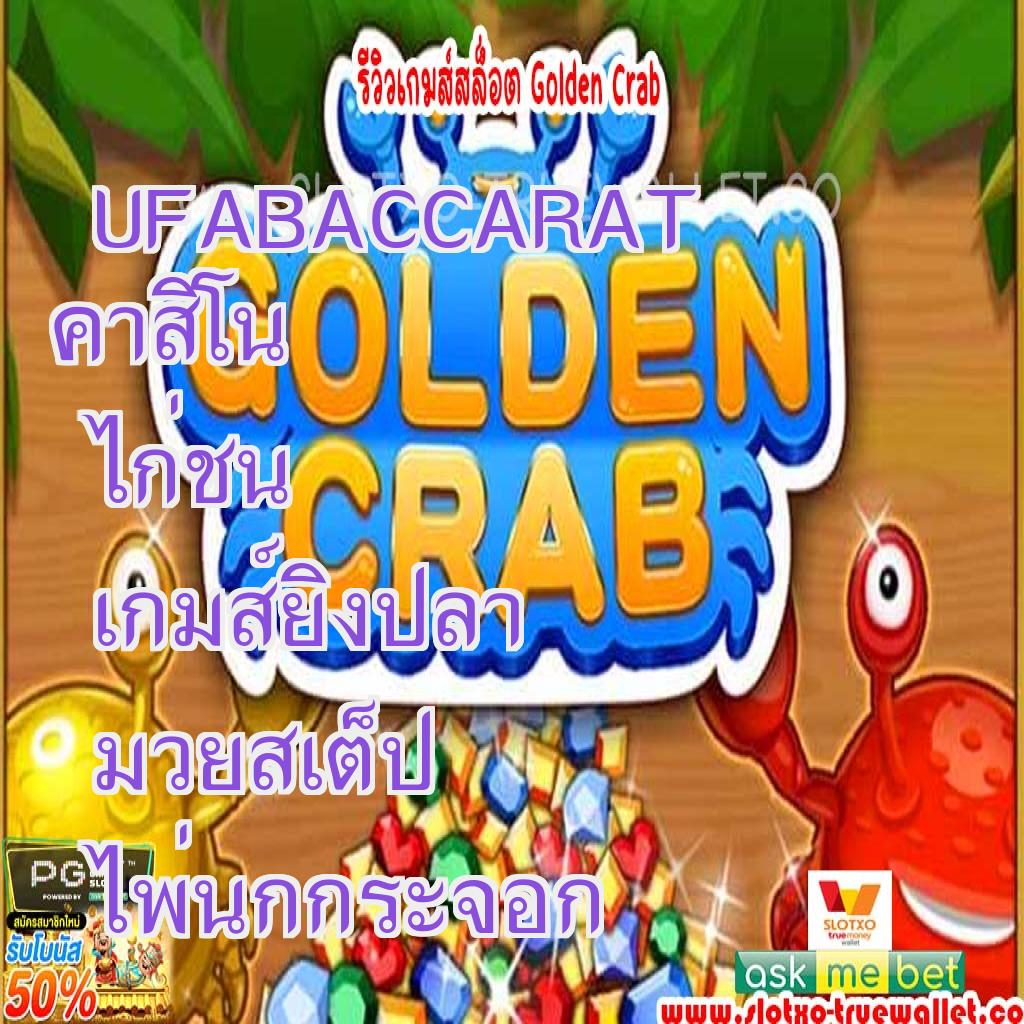 รีวิวเกมส์สล็อต Golden Crab
UFABACCARAT
GOLDEN
คาสิโน
ไก่ชน
CRAB
เกมส์ยิงปลา
มวยสเต็ป
ไพ่นกกระจอก
PG
POWERED BY
สมัครสมาชิกใหม่
รับโบนัส
50%
SLOTXO
truemoney
wallet
ask me bet
www.slotxo-truewallet.co